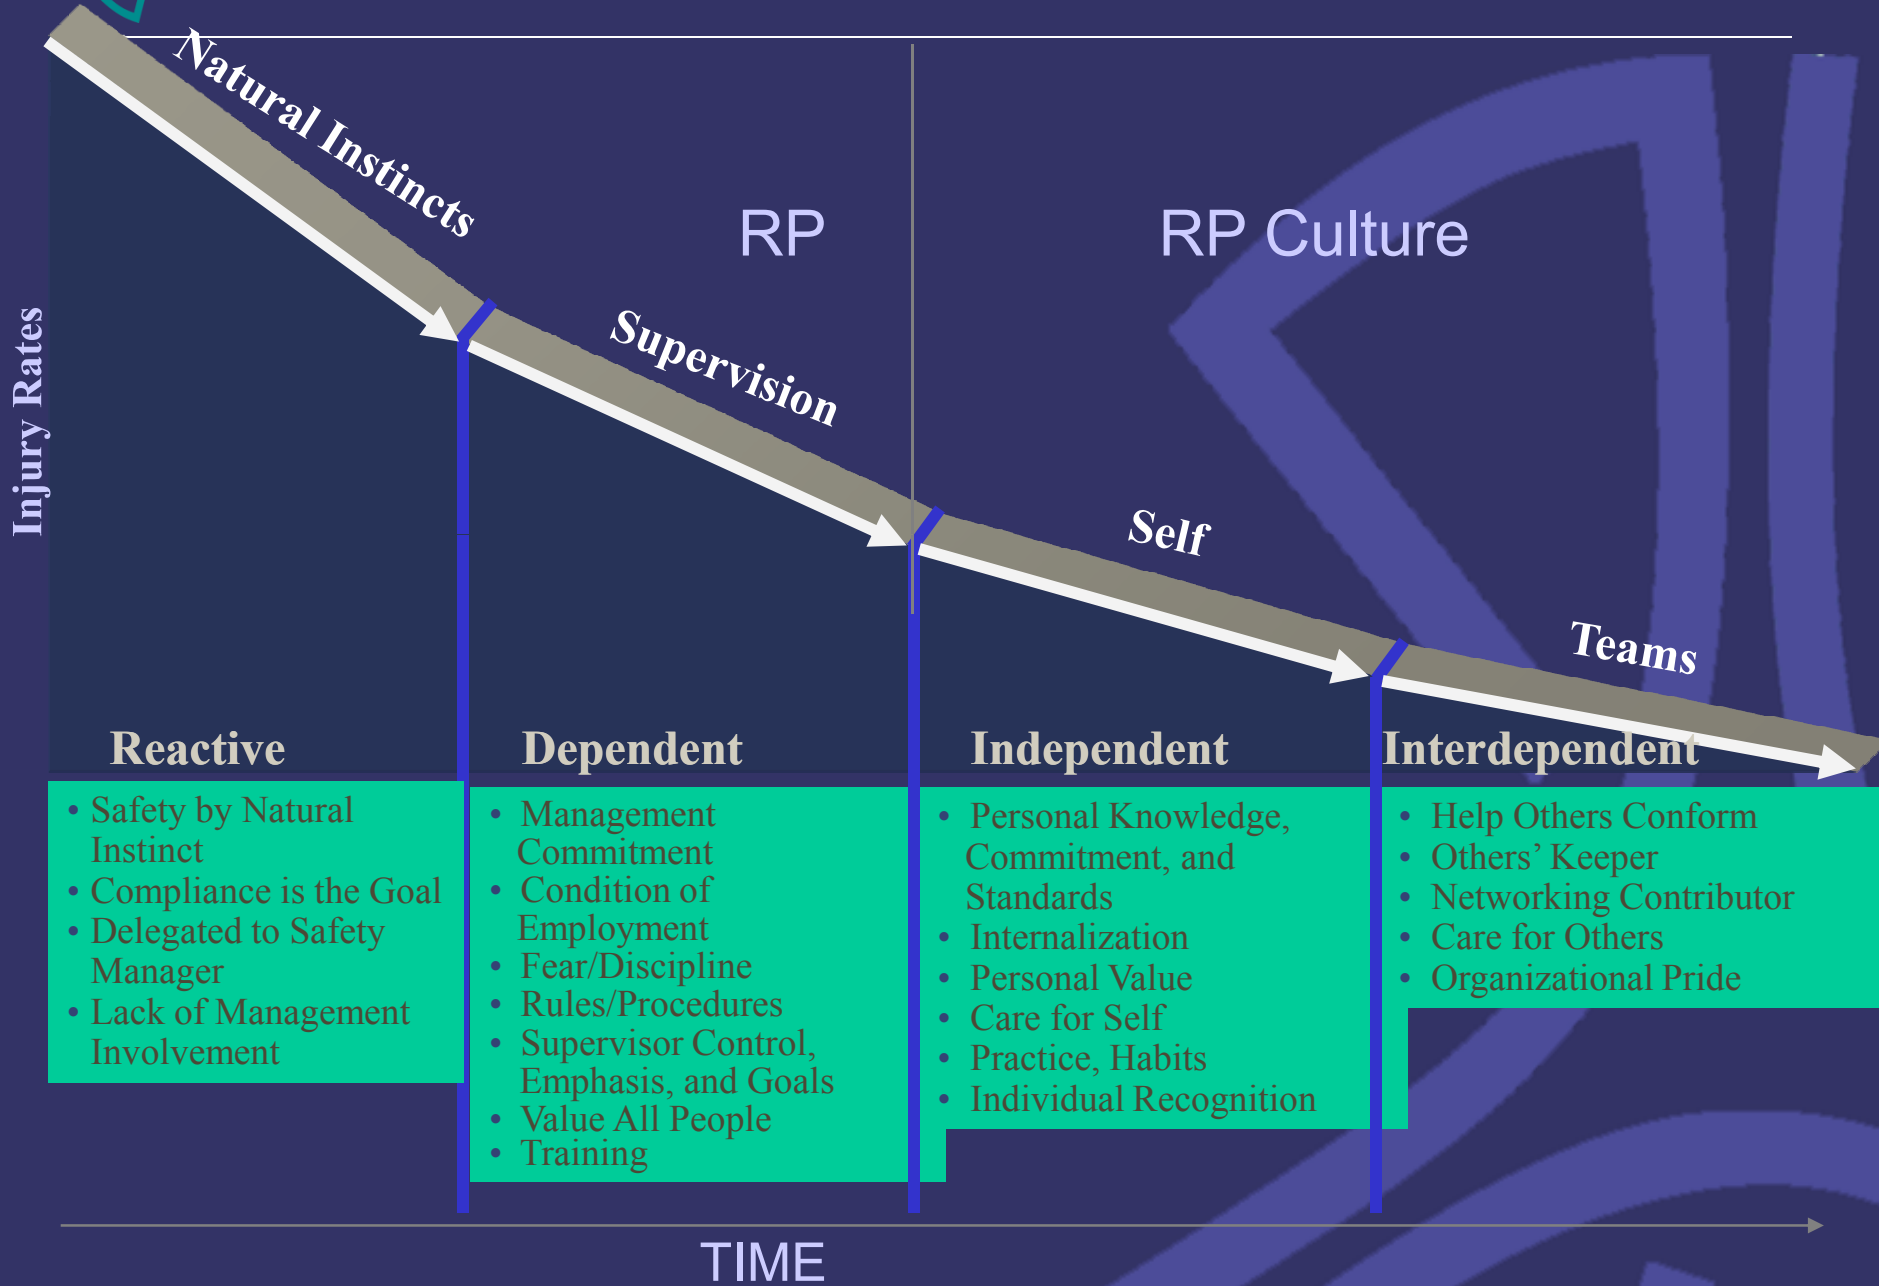 Natural Instincts
RP
RP Culture
Supervision
Injury Rates
Self
Teams
Reactive
• Safety by Natural
Instinct
• Compliance is the Goal
• Delegated to Safety
Manager
• Lack of Management
Involvement
Dependent
• Management
Commitment
• Condition of
Employment
• Fear/Discipline
• Rules/Procedures
• Supervisor Control,
Emphasis, and Goals
• Value All People
• Training
Independent
• Personal Knowledge,
Commitment, and
Standards
• Internalization
• Personal Value
• Care for Self
• Practice, Habits
• Individual Recognition
Interdependent
• Help Others Conform
• Others’ Keeper
• Networking Contributor
• Care for Others
• Organizational Pride
TIME